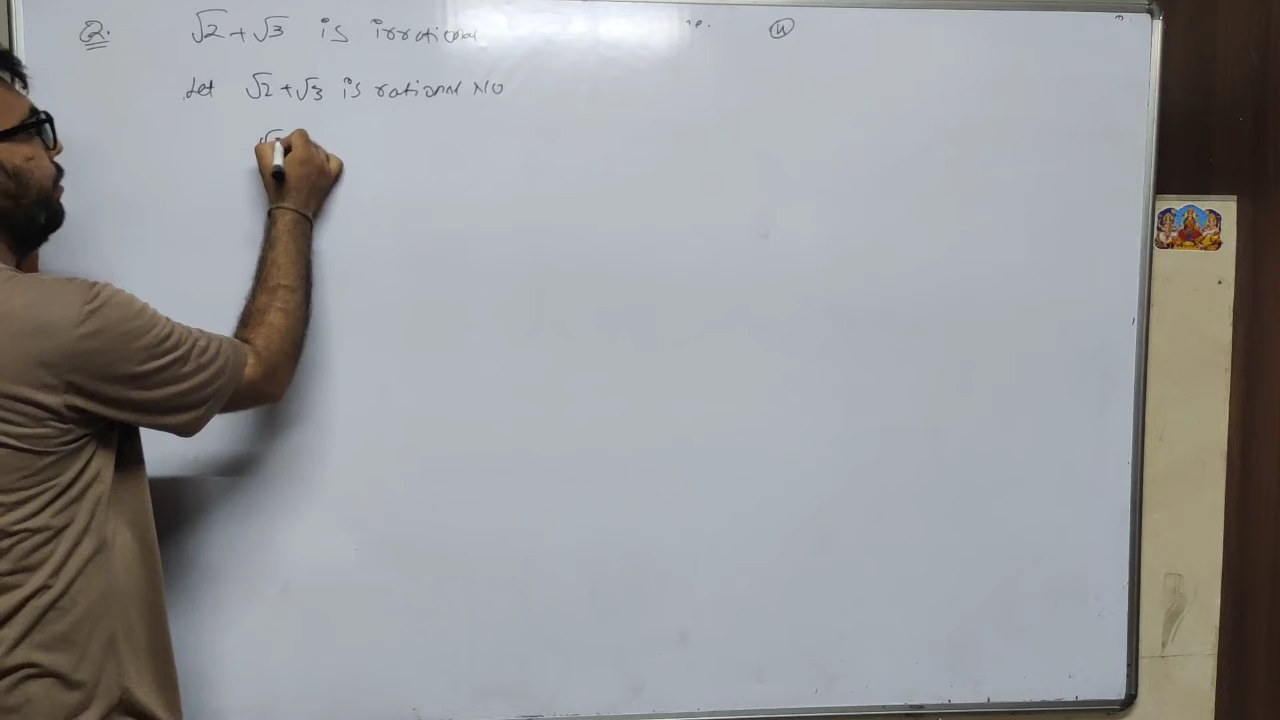 Q. √2 + √3 is irrational
Let √2 + √3 is rational NO